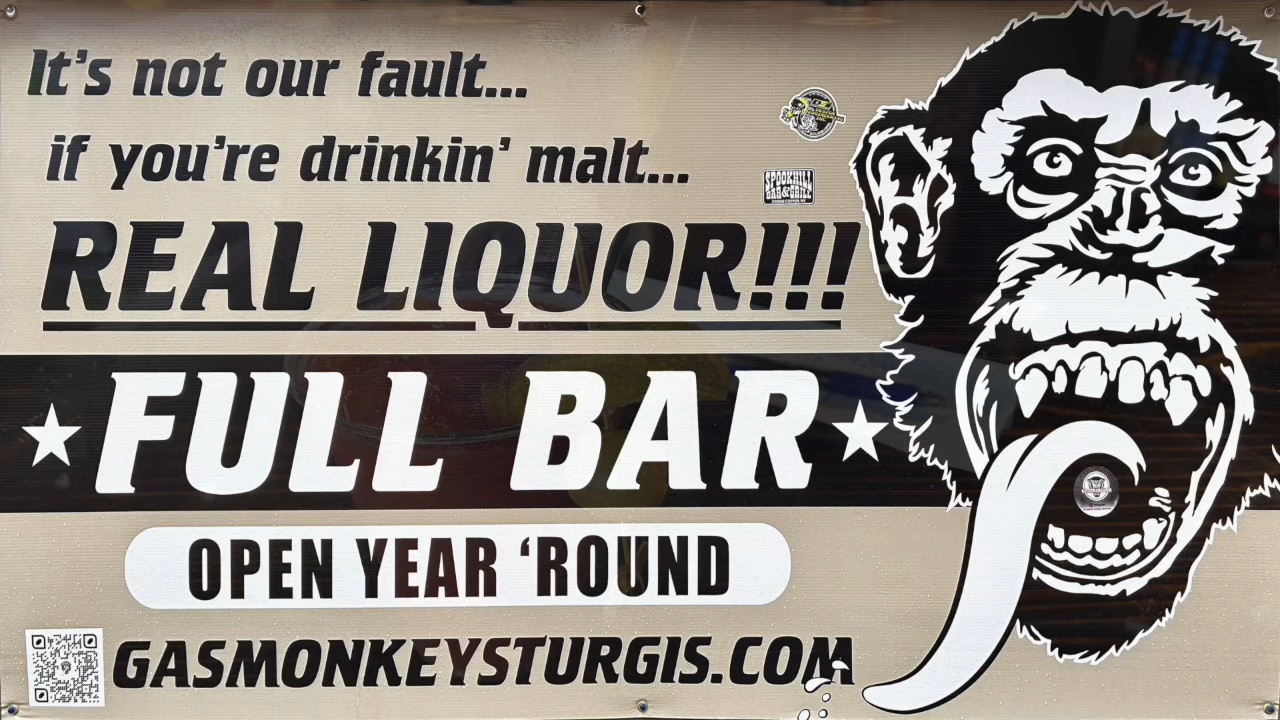 It's not our fault...
if you're drinkin' malt...
SPOOKHILL
BAR & GRILL
REAL LIQUOR!!!
★ FULL BAR ★
OPEN YEAR ‘ROUND
GASMONKEYSTURGIS.COM